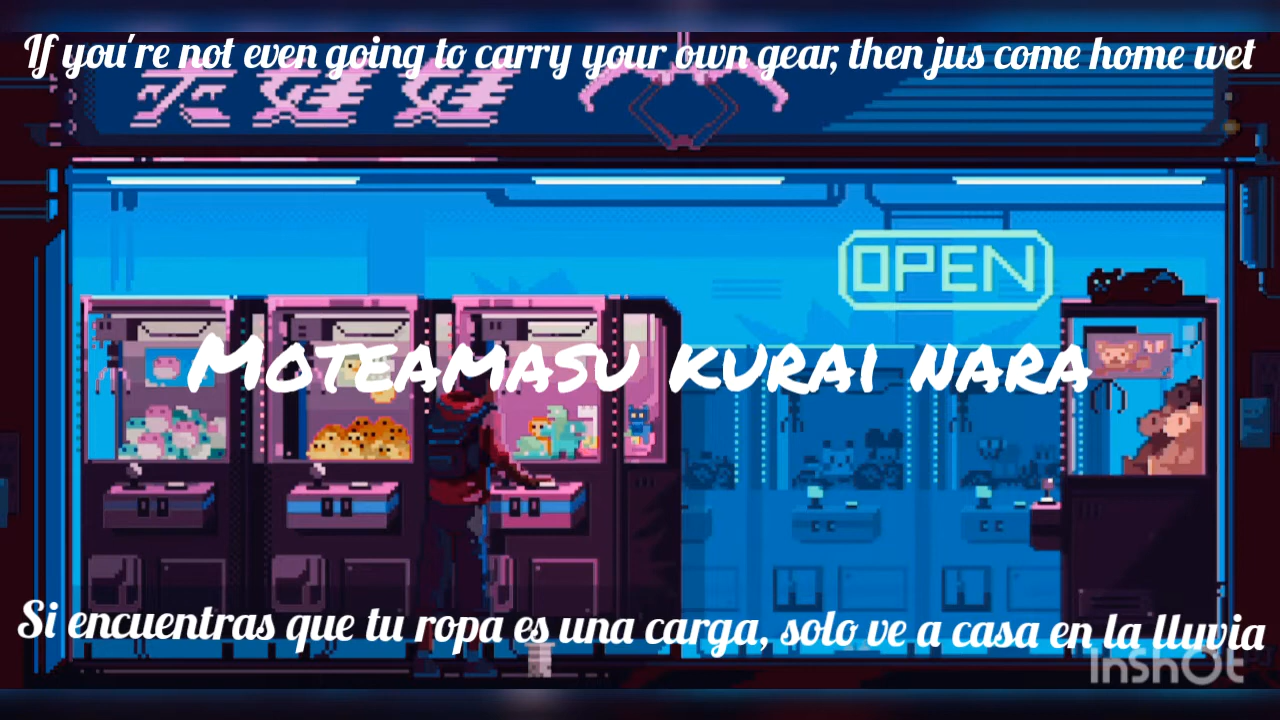 If you're not even going to carry your own gear, then jus come home wet
OPEN
Moteamasu kurai nara
Si encuentras que tu ropa es una carga, solo ve a casa en la lluvia
InShOt